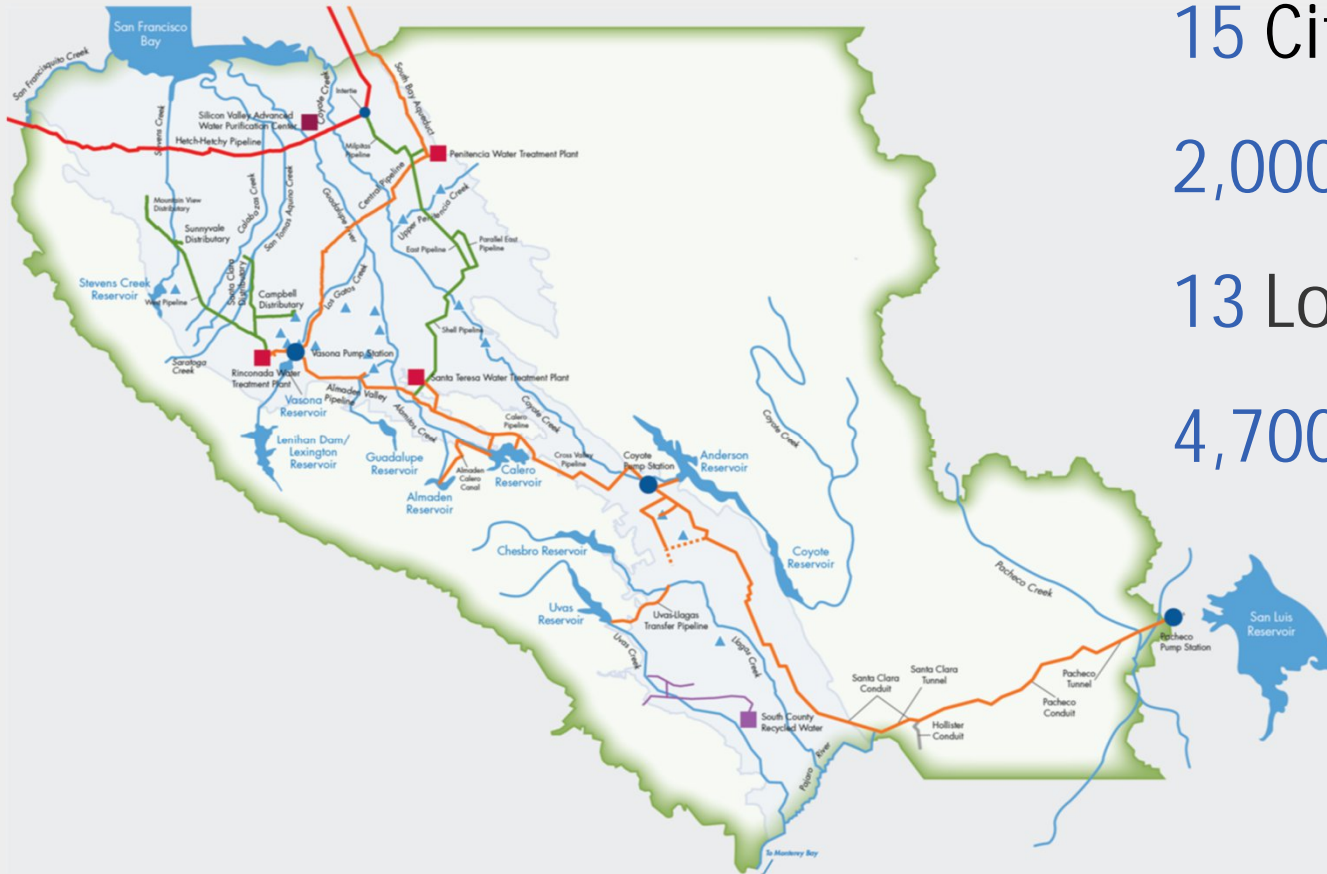 San Francisco
Bay
15 Cit
2,000
13 Lo
4,700
San Francisquito Creek
Stevens Creek
Silicon Valley Advanced
Water Purification Center
Hetch-Hetchy Pipeline
Coyote Creek
Intertie
South Bay Aqueduct
Milpitas
Pipeline
Penitencia Water Treatment Plant
Central Pipeline
Mountain View
Distributary
Sunnyvale
Distributary
Calabazas Creek
San Tomas Aquino Creek
Guadalupe River
Upper Penitencia Creek
East Pipeline
Parallel East
Pipeline
Stevens Creek
Reservoir
West Pipeline
Santa Clara
Distributary
Campbell
Distributary
Los Gatos Creek
Shell Pipeline
Saratoga
Creek
Vasona Pump Station
Rinconada Water
Treatment Plant
Santa Teresa Water Treatment Plant
Vasona
Reservoir
Almaden Valley
Pipeline
Alamitos Creek
Coyote Creek
Calero
Pipeline
Coyote Creek
Lenihan Dam/
Lexington
Reservoir
Guadalupe
Reservoir
Almaden
Calero
Canal
Calero
Reservoir
Cross Valley
Pipeline
Coyote
Pump Station
Anderson
Reservoir
Almaden
Reservoir
Chesbro Reservoir
Coyote
Reservoir
Uvas
Reservoir
Uvas-Llagas
Transfer Pipeline
Uvas Creek
Llagas Creek
Pacheco Creek
San Luis
Reservoir
Pacheco
Pump Station
Santa Clara
Conduit
Santa Clara
Tunnel
Pacheco
Tunnel
Pacheco
Conduit
Hollister
Conduit
South County
Recycled Water
Pajaro River
To Monterey Bay